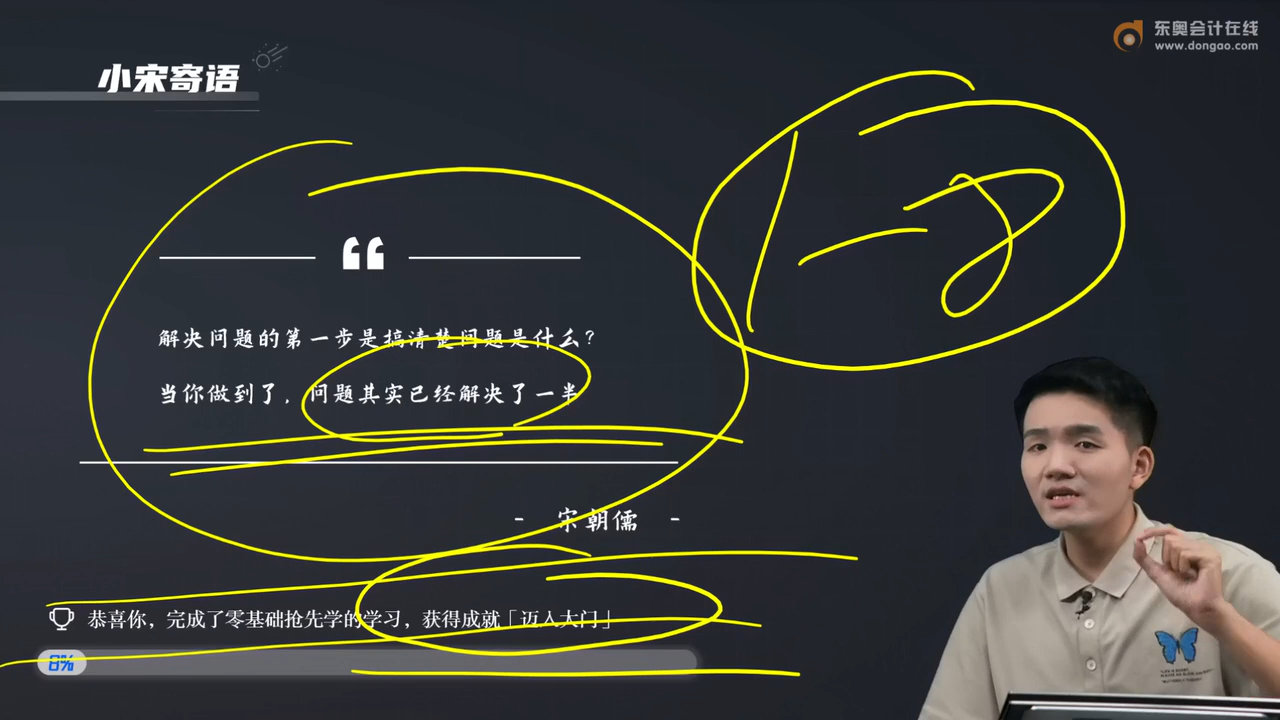 东奥会计在线
www.dongao.com
小宋寄语
“
解决问题的第一步是搞清楚问题是什么?
当你做到了,问题其实已经解决了一半
- 宋朝儒 -
恭喜你,完成了零基础抢先学的学习,获得成就「迈入大门」
8%
1-8